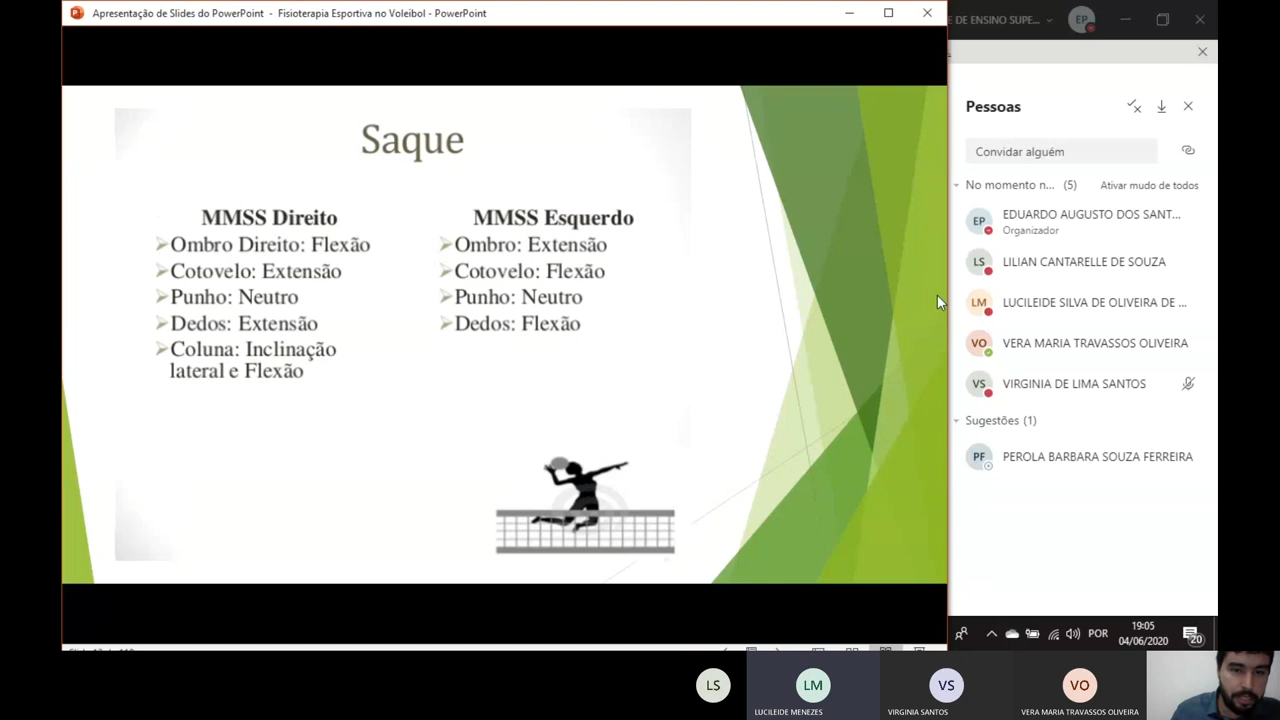 Apresentação de Slides do PowerPoint - Fisioterapia Esportiva no Voleibol - PowerPoint
E DE ENSINO SUPE...
EP
Saque
MMSS Direito
Ombro Direito: Flexão
Cotovelo: Extensão
Punho: Neutro
Dedos: Extensão
Coluna: Inclinação
lateral e Flexão
MMSS Esquerdo
Ombro: Extensão
Cotovelo: Flexão
Punho: Neutro
Dedos: Flexão
Pessoas
Convidar alguém
No momento n... (5)
Ativar mudo de todos
EP
EDUARDO AUGUSTO DOS SANT...
Organizador
LS
LILIAN CANTARELLE DE SOUZA
LM
LUCILEIDE SILVA DE OLIVEIRA DE ...
VO
VERA MARIA TRAVASSOS OLIVEIRA
VS
VIRGINIA DE LIMA SANTOS
Sugestões (1)
PF
PEROLA BARBARA SOUZA FERREIRA
POR
19:05
04/06/2020
20
LS
LM
LUCILEIDE MENEZES
VS
VIRGINIA SANTOS
VO
VERA MARIA TRAVASSOS OLIVEIRA